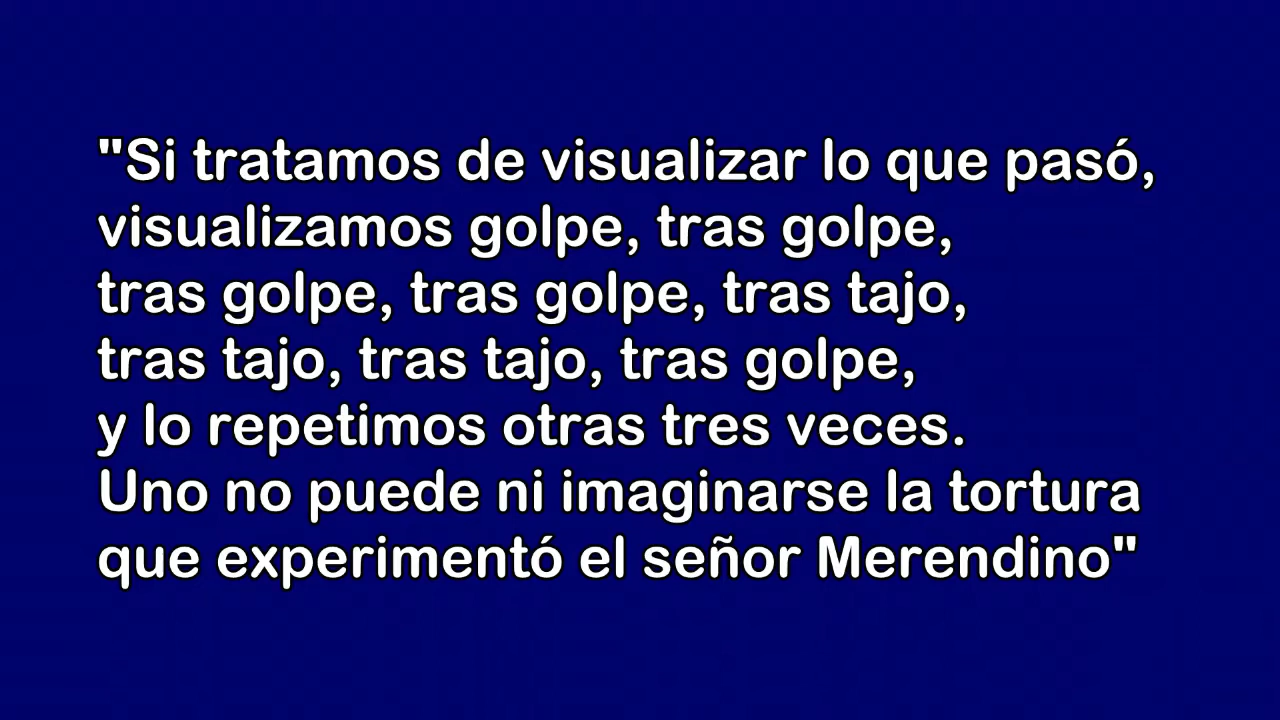 "Si tratamos de visualizar lo que pasó,
visualizamos golpe, tras golpe,
tras golpe, tras golpe, tras tajo,
tras tajo, tras tajo, tras golpe,
y lo repetimos otras tres veces.
Uno no puede ni imaginarse la tortura
que experimentó el señor Merendino"